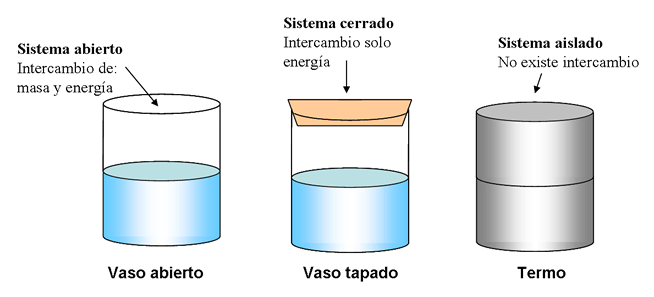 Sistema abierto
Intercambio de:
masa y energía
Sistema cerrado
Intercambio solo
energía
Sistema aislado
No existe intercambio
Vaso abierto
Vaso tapado
Termo